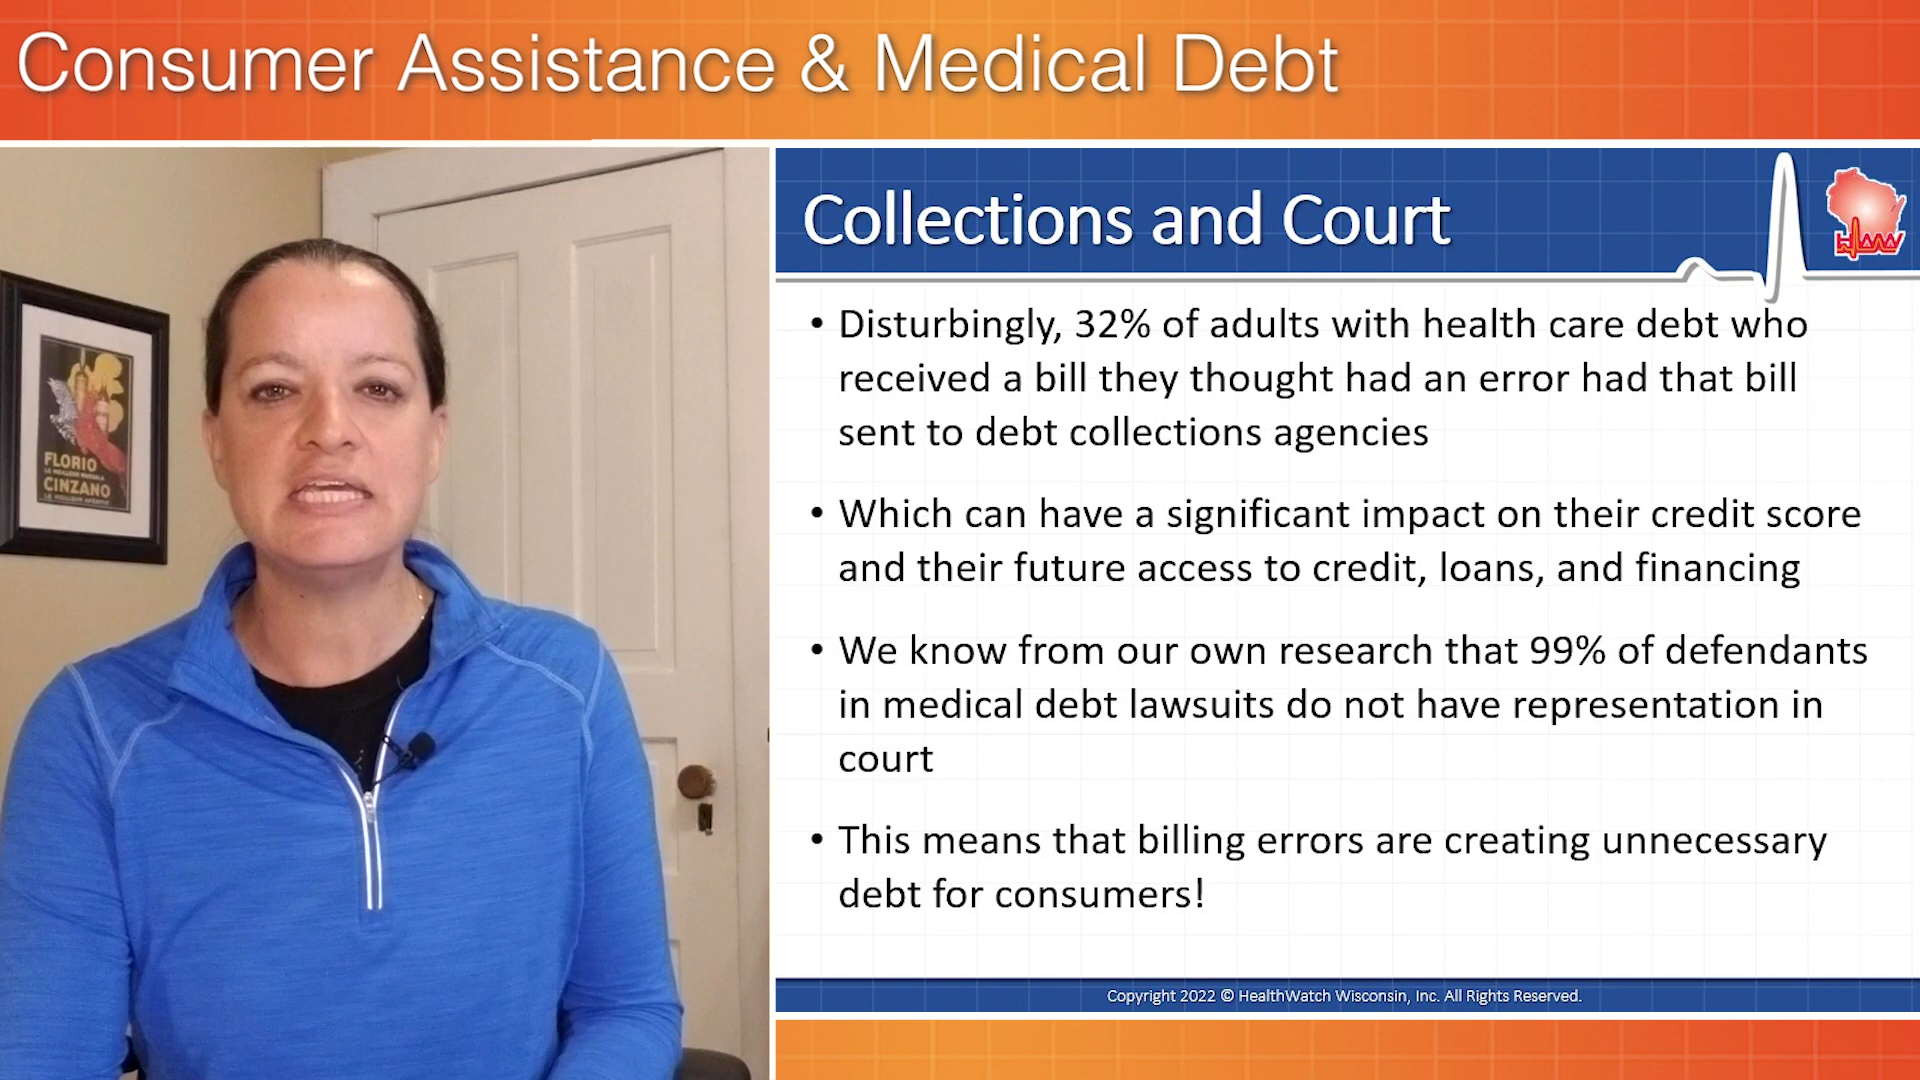 Consumer Assistance & Medical Debt
FLORIO
CINZANO
Collections and Court
• Disturbingly, 32% of adults with health care debt who
received a bill they thought had an error had that bill
sent to debt collections agencies
• Which can have a significant impact on their credit score
and their future access to credit, loans, and financing
• We know from our own research that 99% of defendants
in medical debt lawsuits do not have representation in
court
• This means that billing errors are creating unnecessary
debt for consumers!
Copyright 2022 © HealthWatch Wisconsin, Inc. All Rights Reserved.